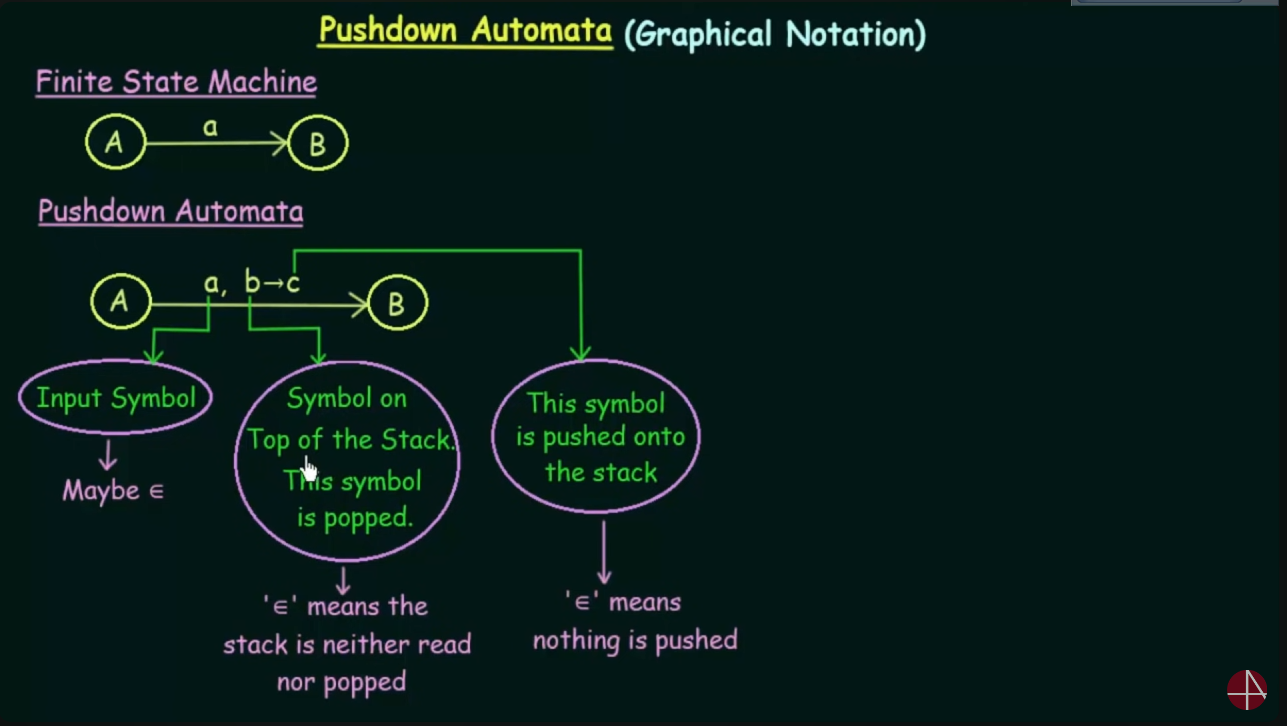 Pushdown Automata (Graphical Notation)
Finite State Machine
A a B
Pushdown Automata
A a, b→c B
Input Symbol
Maybe ∈
Symbol on
Top of the Stack.
This symbol
is popped.
'∈' means the
stack is neither read
nor popped
This symbol
is pushed onto
the stack
'∈' means
nothing is pushed